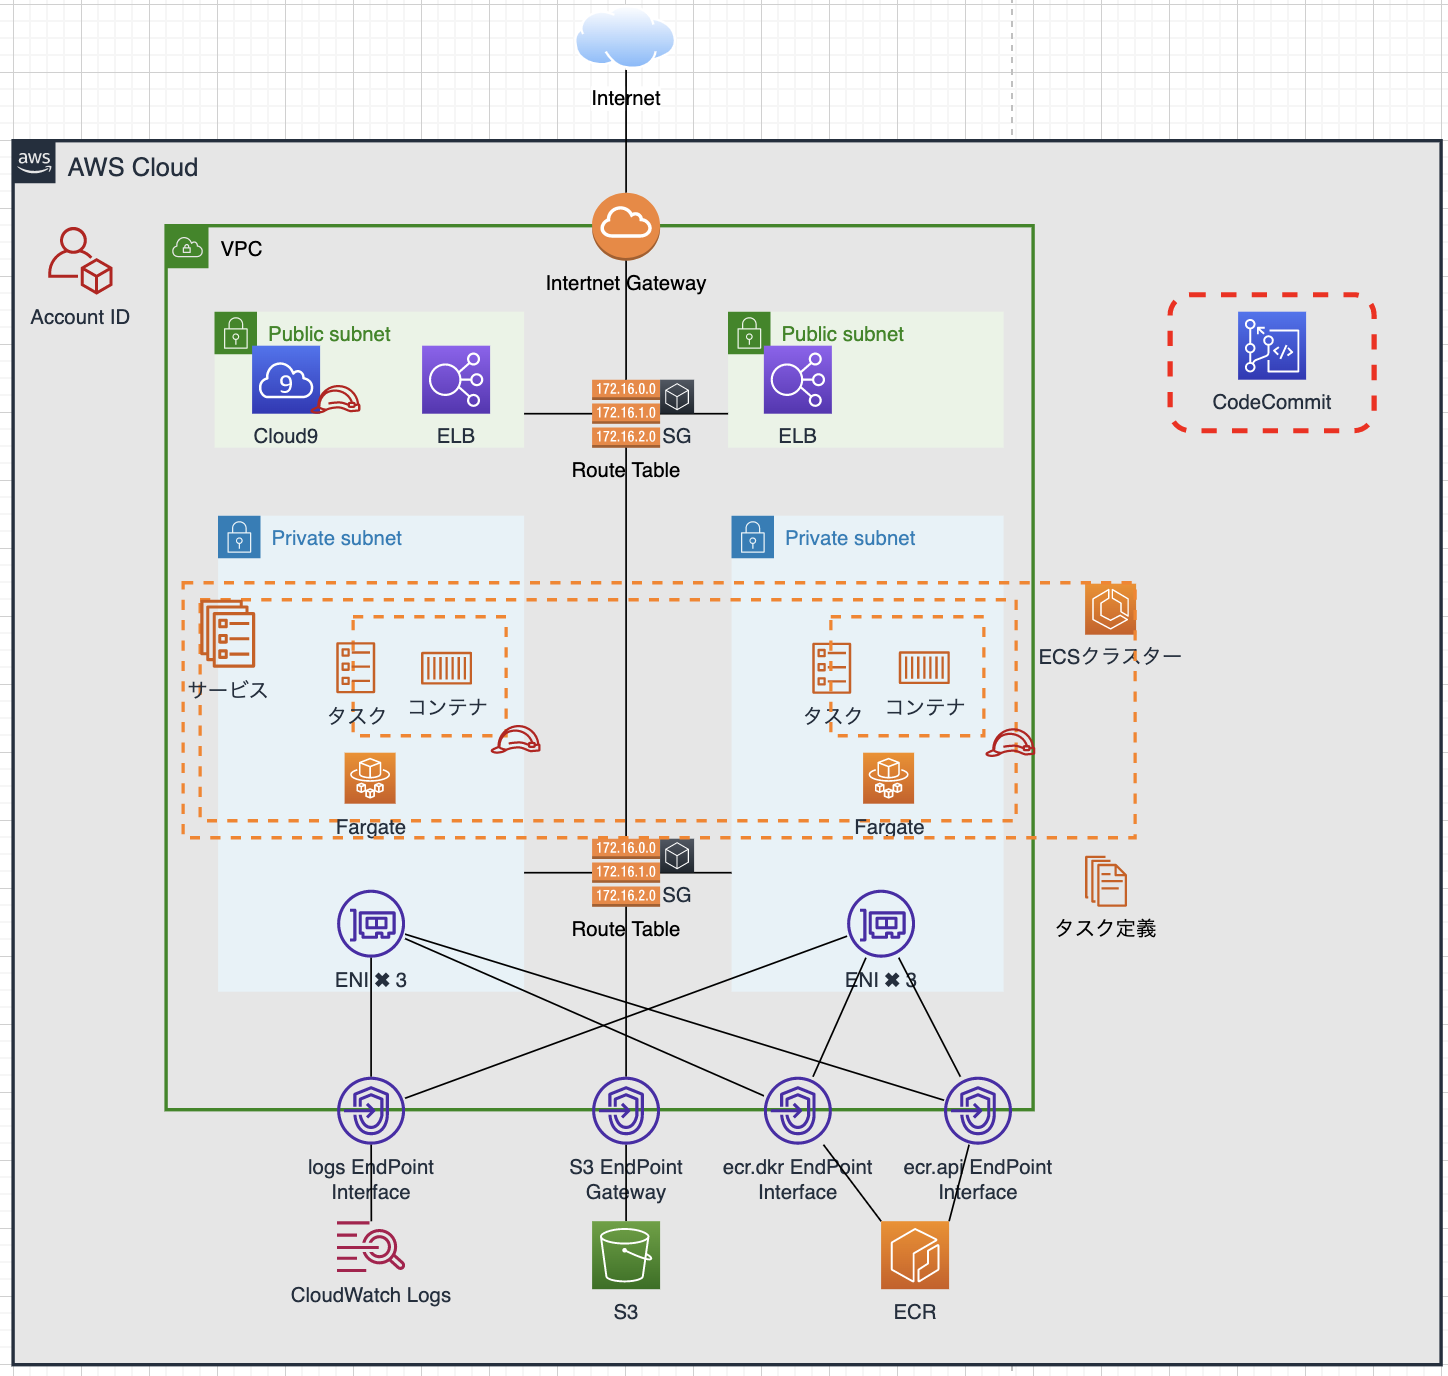 Internet
aws
AWS Cloud
VPC
Intertnet Gateway
Account ID
Public subnet
Public subnet
9
Cloud9
ELB
172.16.0.0
172.16.1.0
172.16.2.0
SG
Route Table
ELB
</>
CodeCommit
Private subnet
Private subnet
サービス
タスク
コンテナ
タスク
コンテナ
ECSクラスター
Fargate
Fargate
172.16.0.0
172.16.1.0
172.16.2.0
SG
Route Table
タスク定義
ENI ✖ 3
ENI ✖ 3
logs EndPoint
Interface
S3 EndPoint
Gateway
ecr.dkr EndPoint
Interface
ecr.api EndPoint
Interface
CloudWatch Logs
S3
ECR